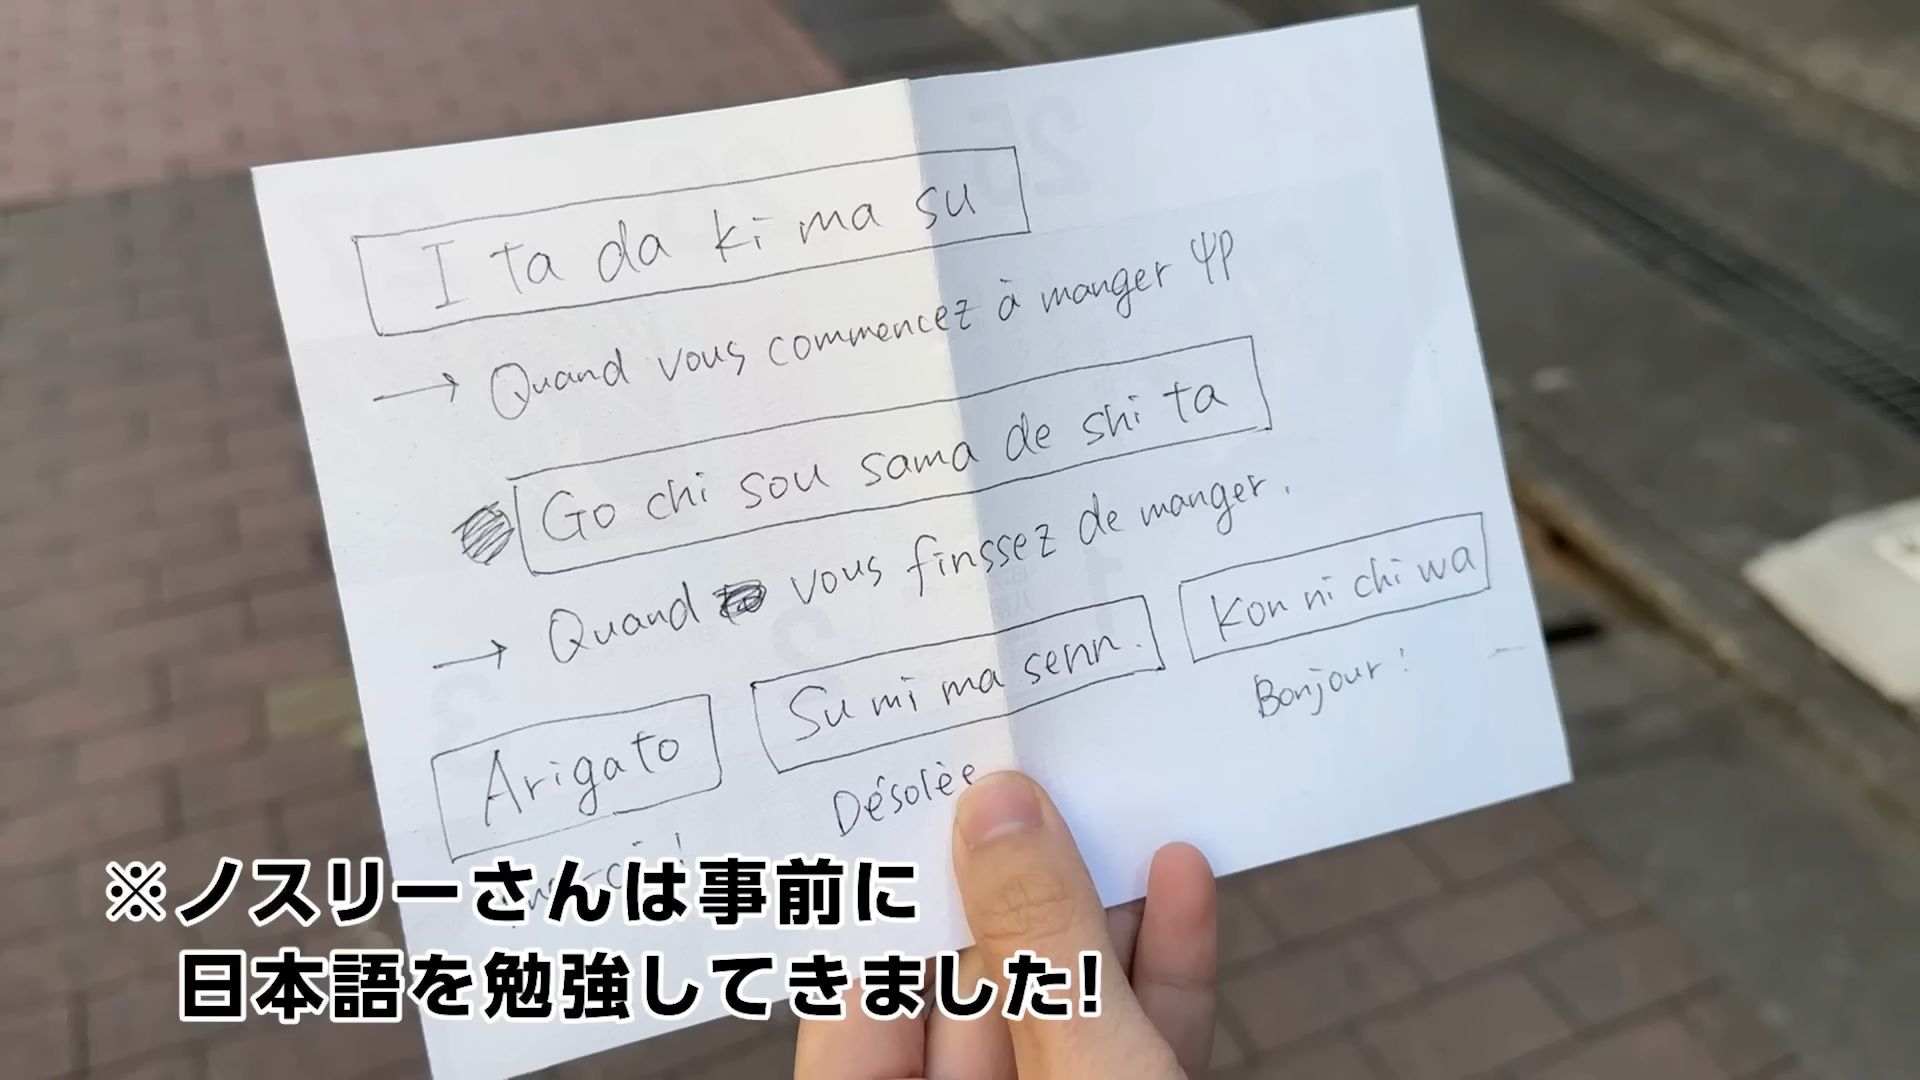 I ta da ki ma su
→ Quand vous commencez à manger
Go chi sou sama de shi ta
→ Quand vous finssez de manger.
Arigato
Su mi ma senn.
Kon ni chi wa
Désolèe
Bonjour!
※ノスリーさんは事前に
日本語を勉強してきました!